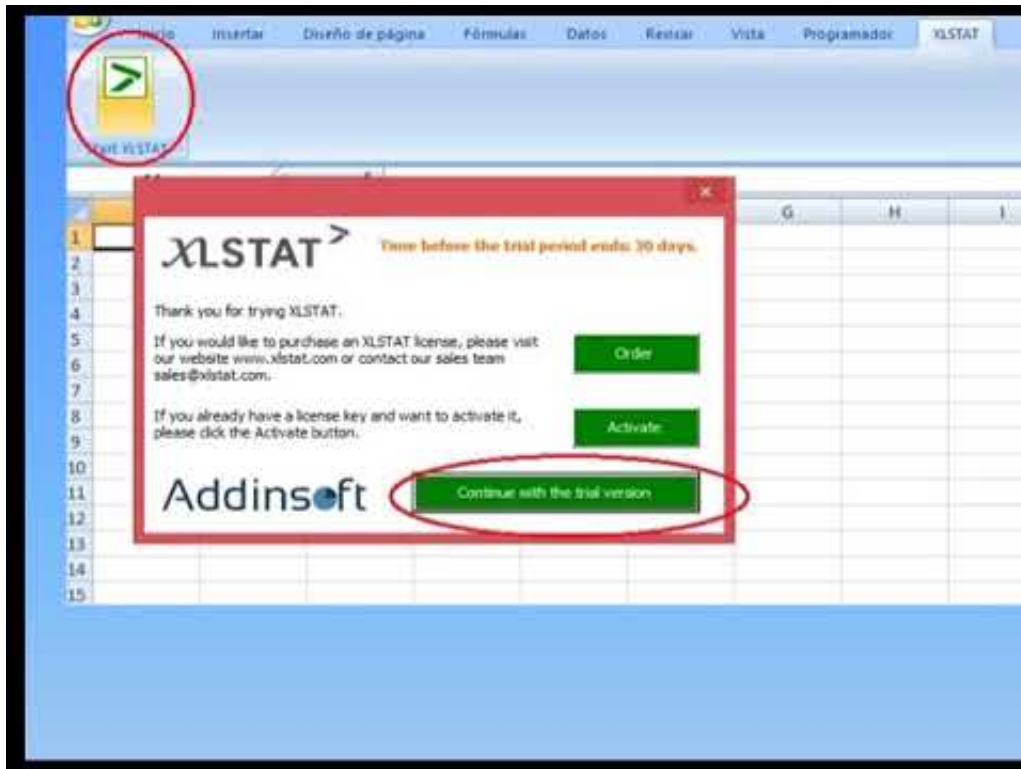 Inicio Insertar Diseño de página Fórmulas Datos Revisar Vista Programador XLSTAT
XLSTAT
G H I
1
2
3
4
5
6
7
8
9
10
11
12
13
14
15
XLSTAT
Time before the trial period ends: 30 days.
Thank you for trying XLSTAT.
If you would like to purchase an XLSTAT license, please visit
our website www.xlstat.com or contact our sales team
sales@xlstat.com.
Order
If you already have a license key and want to activate it,
please click the Activate button.
Activate
Addinsoft
Continue with the trial version